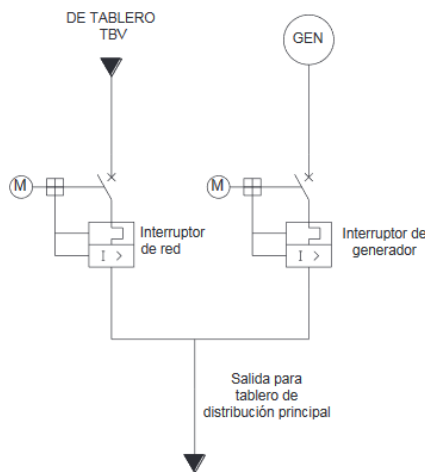 DE TABLERO
TBV
GEN
M
M
Interruptor
de red
I >
Interruptor de
generador
I >
Salida para
tablero de
distribución principal